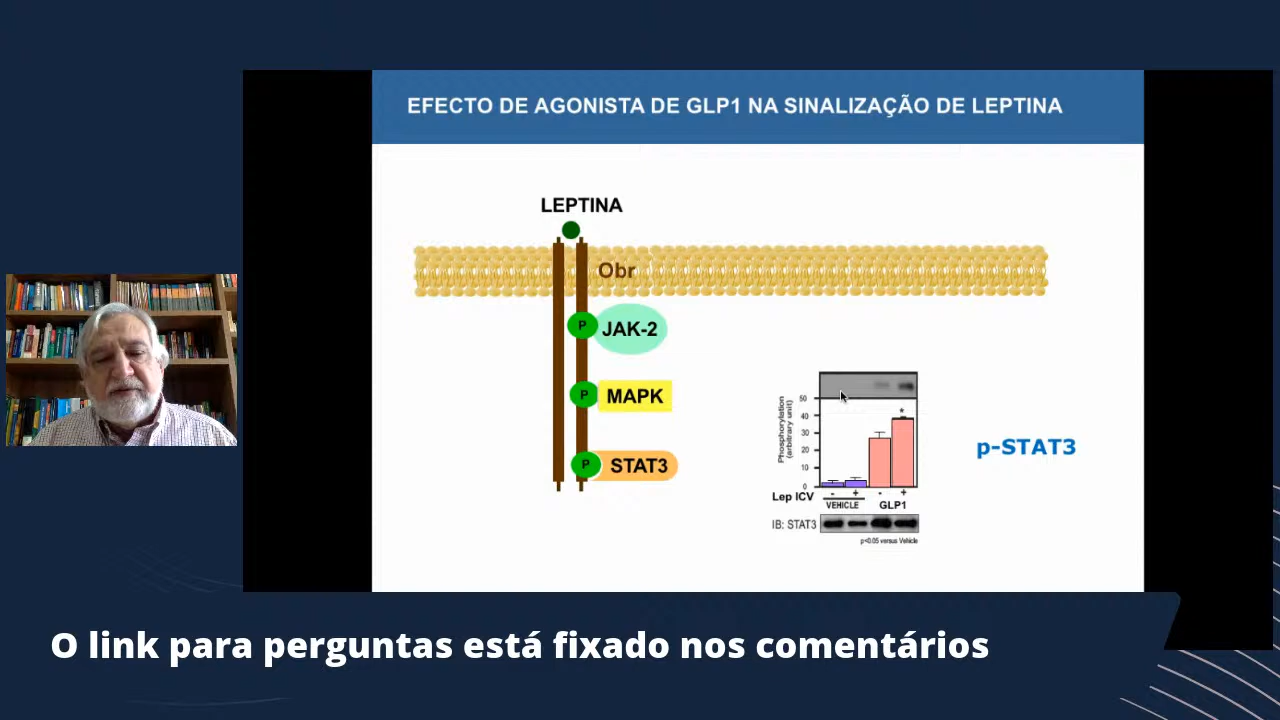 EFECTO DE AGONISTA DE GLP1 NA SINALIZAÇÃO DE LEPTINA
LEPTINA
Obr
P
JAK-2
P
MAPK
P
STAT3
Phosphorylation
(arbitrary unit)
50
40
30
20
10
0
*
p-STAT3
Lep ICV
- + - +
VEHICLE GLP1
IB: STAT3
p<0.05 versus Vehicle
O link para perguntas está fixado nos comentários